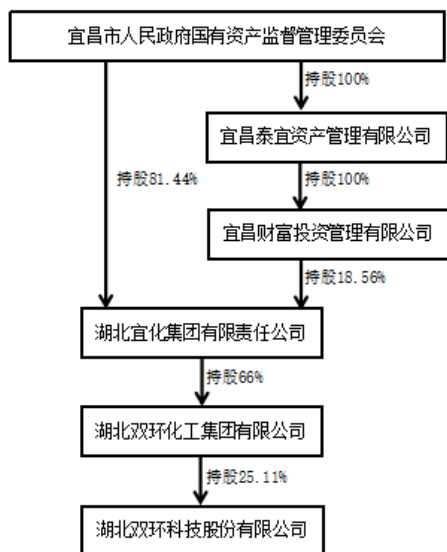 宜昌市人民政府国有资产监督管理委员会
持股100%
宜昌泰宜资产管理有限公司
持股81.44%
持股100%
宜昌财富投资管理有限公司
持股18.56%
湖北宜化集团有限责任公司
持股66%
湖北双环化工集团有限公司
持股25.11%
湖北双环科技股份有限公司